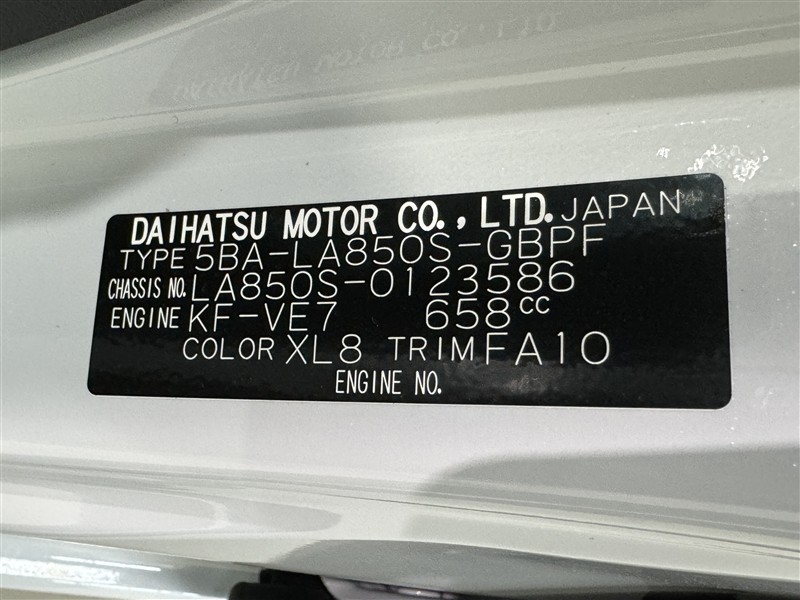 DAIHATSU MOTOR CO., LTD. JAPAN
TYPE 5BA-LA850S-GBPF
CHASSIS NO. LA850S-0123586
ENGINE KF-VE7 658cc
COLOR XL8 TRIM FA10
ENGINE NO.